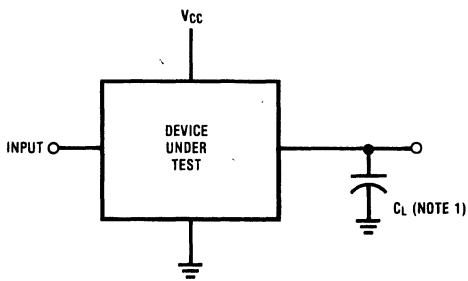 VCC
INPUT
DEVICE
UNDER
TEST
CL (NOTE 1)